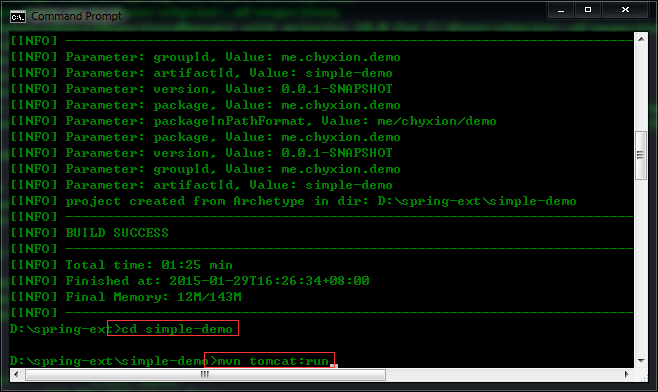 Command Prompt
[INFO] ------------------------------------------------------------------------
[INFO] Parameter: groupId, Value: me.chyxion.demo
[INFO] Parameter: artifactId, Value: simple-demo
[INFO] Parameter: version, Value: 0.0.1-SNAPSHOT
[INFO] Parameter: package, Value: me.chyxion.demo
[INFO] Parameter: packageInPathFormat, Value: me/chyxion/demo
[INFO] Parameter: package, Value: me.chyxion.demo
[INFO] Parameter: version, Value: 0.0.1-SNAPSHOT
[INFO] Parameter: groupId, Value: me.chyxion.demo
[INFO] Parameter: artifactId, Value: simple-demo
[INFO] project created from Archetype in dir: D:\spring-ext\simple-demo
[INFO] ------------------------------------------------------------------------
[INFO] BUILD SUCCESS
[INFO] ------------------------------------------------------------------------
[INFO] Total time: 01:25 min
[INFO] Finished at: 2015-01-29T16:26:34+08:00
[INFO] Final Memory: 12M/143M
[INFO] ------------------------------------------------------------------------
D:\spring-ext>cd simple-demo
D:\spring-ext\simple-demo>mvn tomcat:run